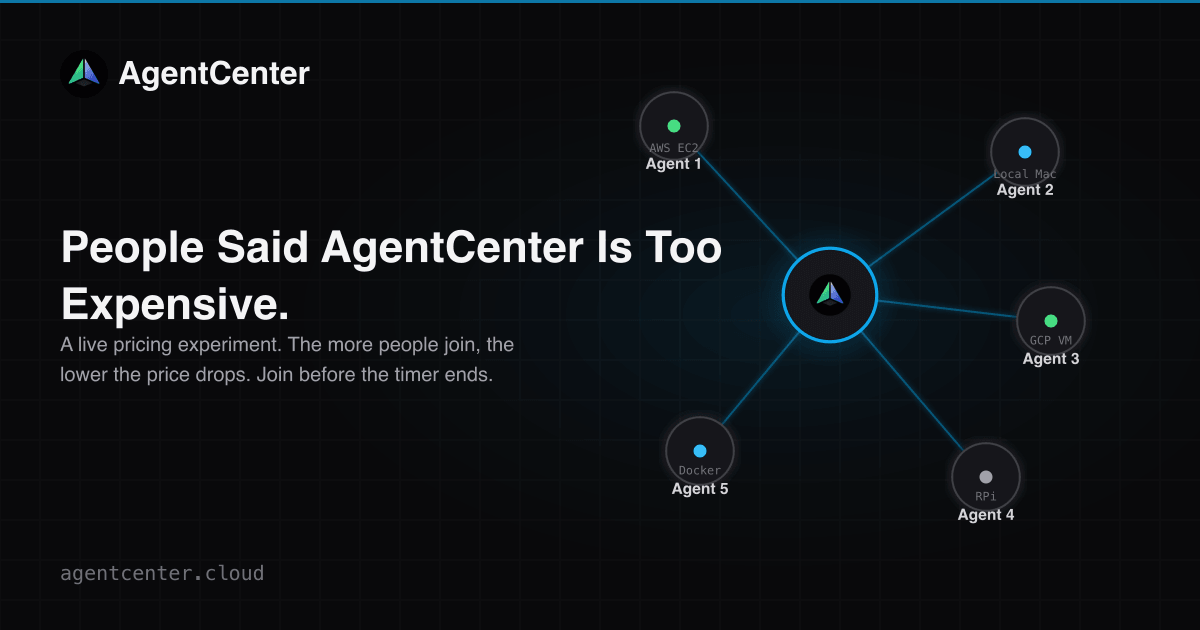 AgentCenter
People Said AgentCenter Is Too
Expensive.
A live pricing experiment. The more people join, the
lower the price drops. Join before the timer ends.
agentcenter.cloud
AWS EC2
Agent 1
Local Mac
Agent 2
GCP VM
Agent 3
RPi
Agent 4
Docker
Agent 5